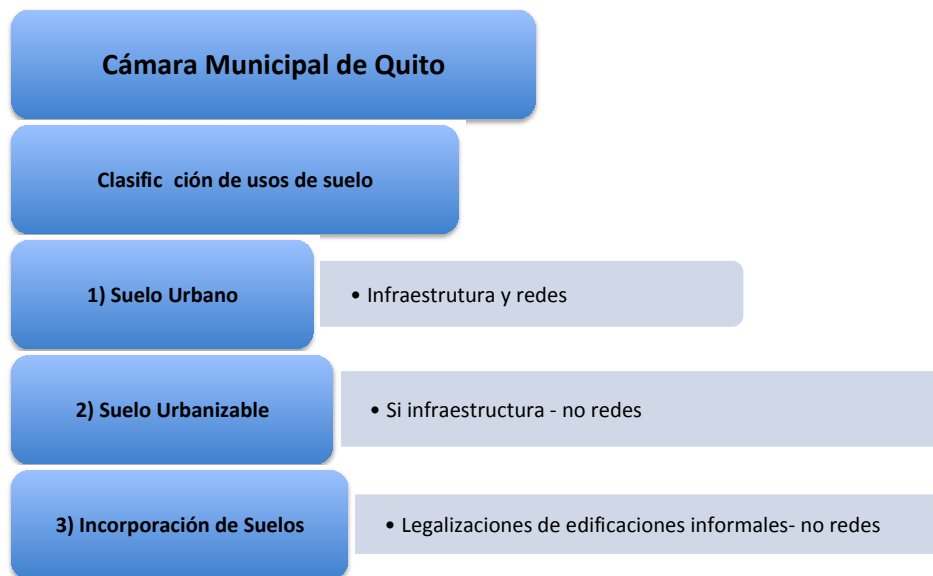 Cámara Municipal de Quito
Clasific ción de usos de suelo
1) Suelo Urbano
• Infraestrutura y redes
2) Suelo Urbanizable
• Si infraestructura - no redes
3) Incorporación de Suelos
• Legalizaciones de edificaciones informales- no redes